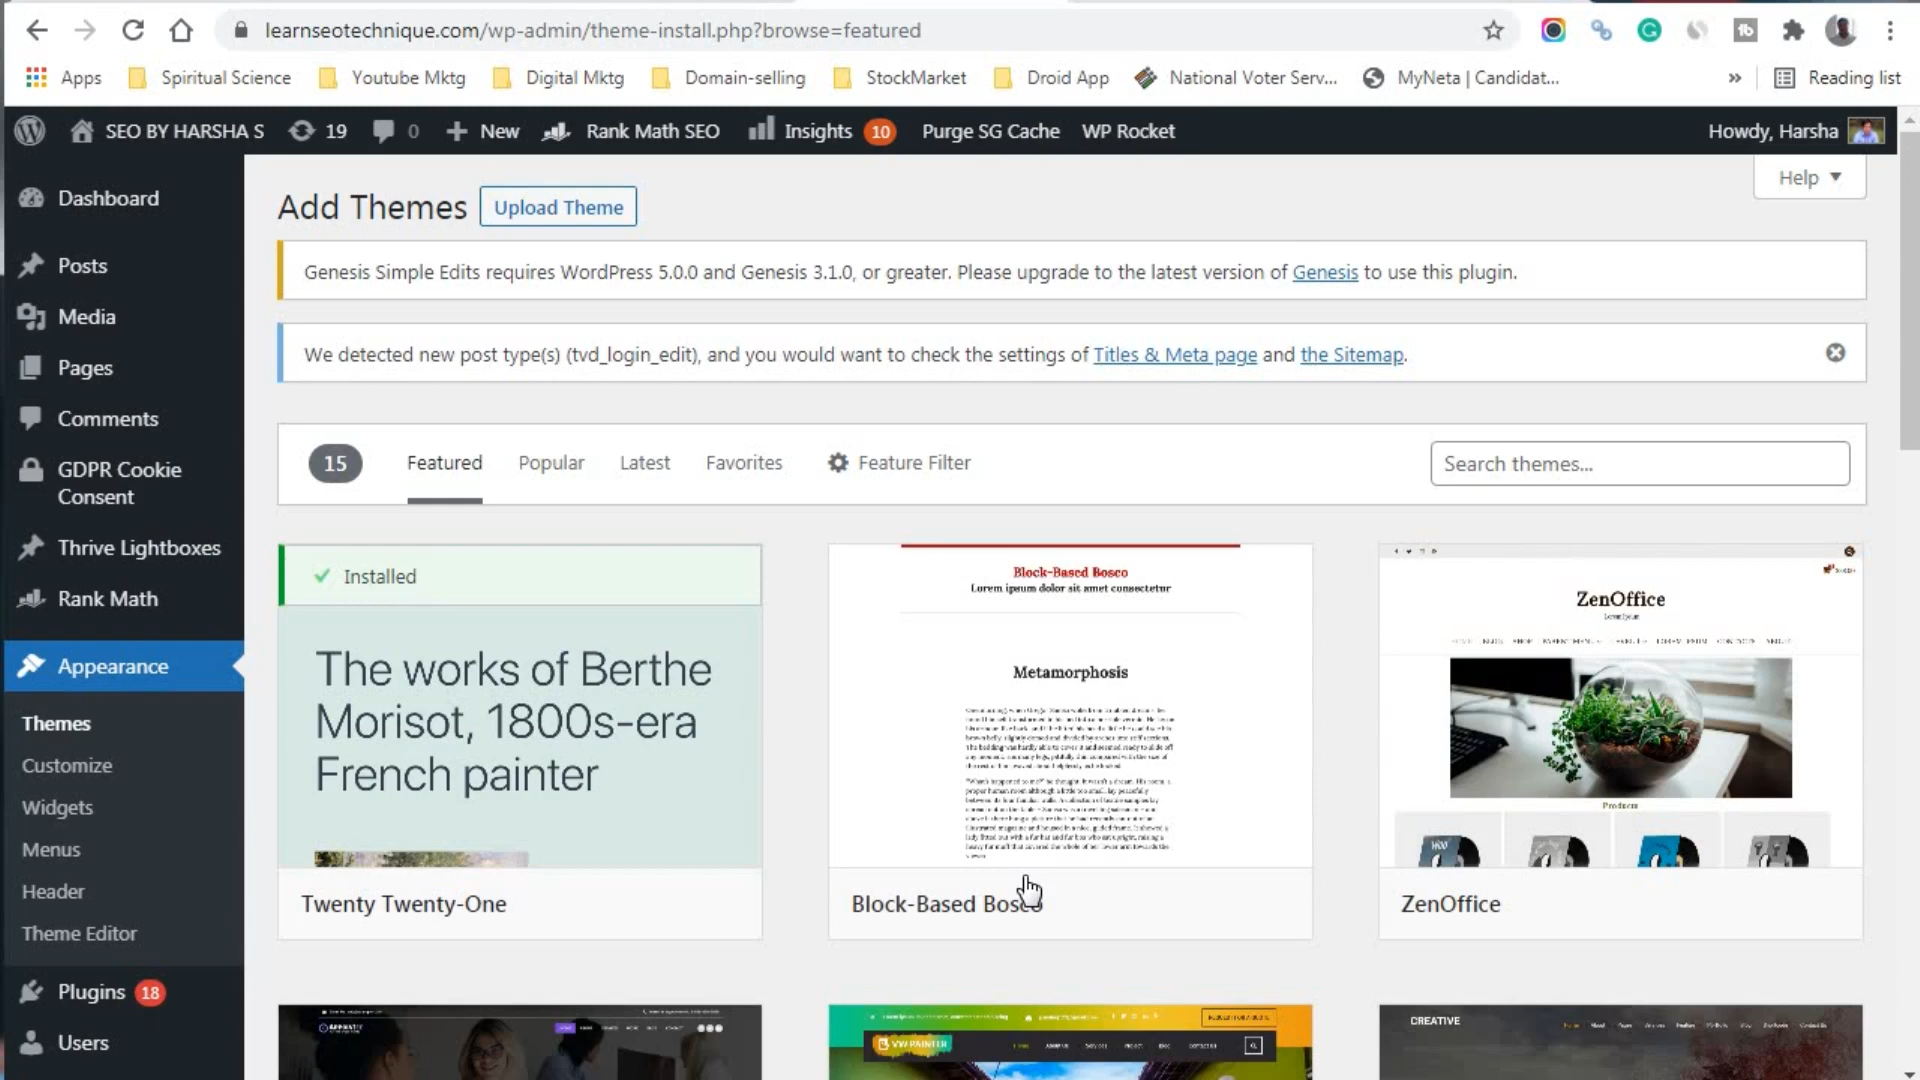 learnseotechnique.com/wp-admin/theme-install.php?browse=featured
Apps Spiritual Science Youtube Mktg Digital Mktg Domain-selling StockMarket Droid App National Voter Serv... MyNeta | Candidat... » Reading list
SEO BY HARSHA S 19 0 New Rank Math SEO Insights 10 Purge SG Cache WP Rocket Howdy, Harsha
Help
Dashboard
Posts
Media
Pages
Comments
GDPR Cookie
Consent
Thrive Lightboxes
Rank Math
Appearance
Themes
Customize
Widgets
Menus
Header
Theme Editor
Plugins 18
Users
Add Themes Upload Theme
Genesis Simple Edits requires WordPress 5.0.0 and Genesis 3.1.0, or greater. Please upgrade to the latest version of Genesis to use this plugin.
We detected new post type(s) (tvd_login_edit), and you would want to check the settings of Titles & Meta page and the Sitemap.
15 Featured Popular Latest Favorites Feature Filter Search themes...
Installed
The works of Berthe
Morisot, 1800s-era
French painter
Twenty Twenty-One
Block-Based Bosco
Lorem ipsum dolor sit amet consectetur
Metamorphosis
Block-Based Bosco
ZenOffice
Lorem Ipsum
Products
ZenOffice
VW PAINTER
CREATIVE